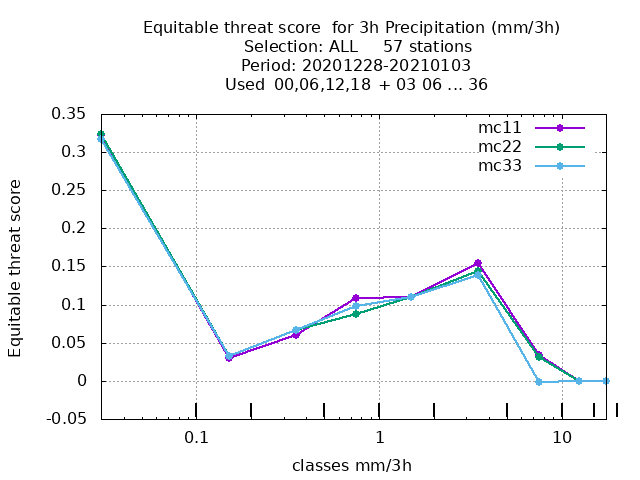 Equitable threat score  for 3h Precipitation (mm/3h)
Selection: ALL     57 stations
Period: 20201228-20210103
Used  00,06,12,18  + 03 06 ... 36
0.35
0.3
0.25
0.2
0.15
0.1
0.05
0
-0.05
Equitable threat score
mc11
mc22
mc33
0.1
1
10
classes mm/3h